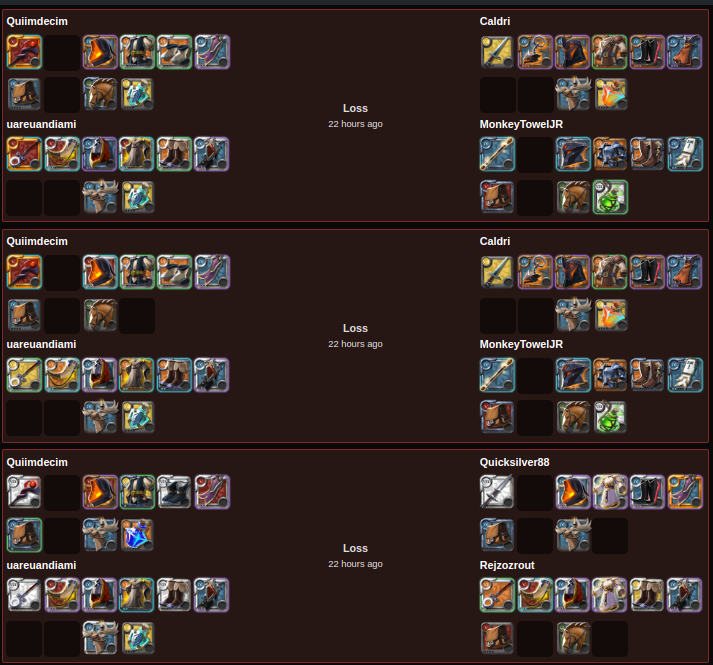 Quiimdecim
Caldri
Loss
22 hours ago
uareuandiami
MonkeyTowelJR
Quiimdecim
Caldri
Loss
22 hours ago
uareuandiami
MonkeyTowelJR
Quiimdecim
Quicksilver88
Loss
22 hours ago
uareuandiami
Rejzozrout